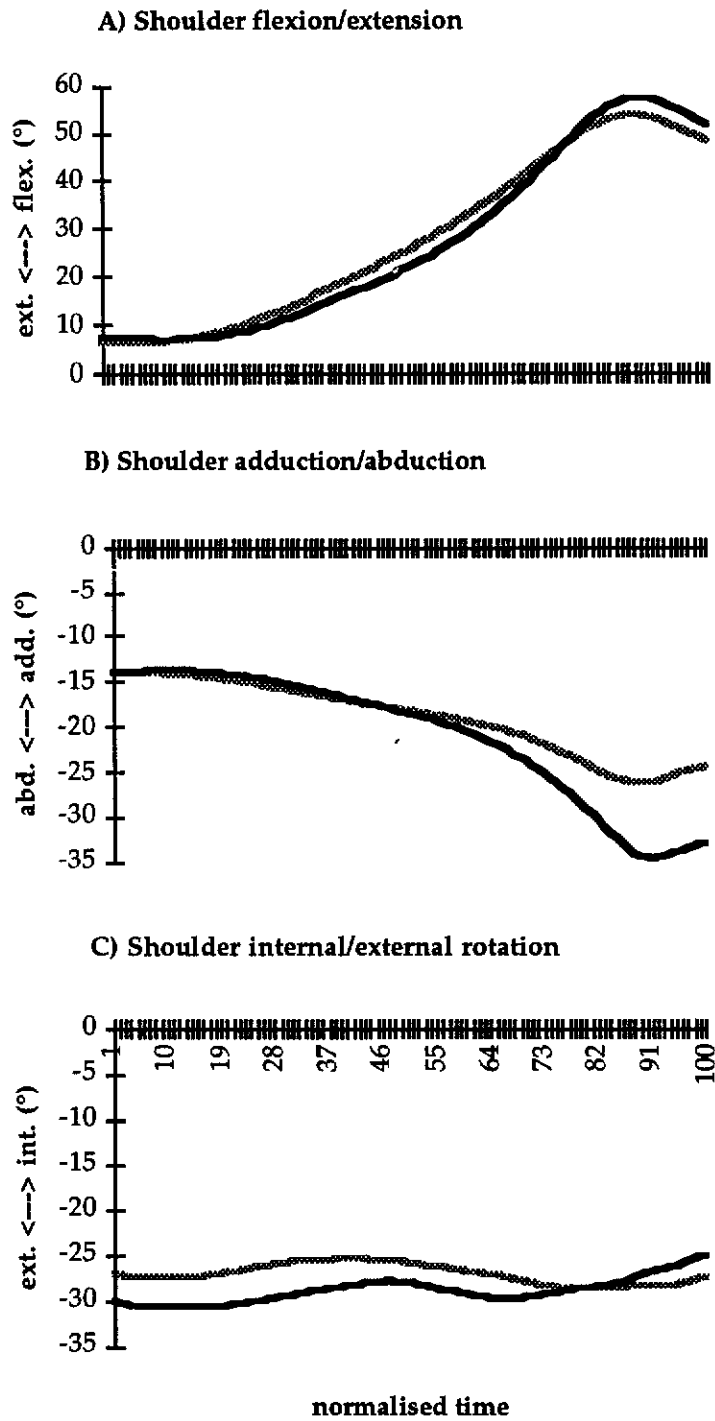 A) Shoulder flexion/extension
60
50
40
30
20
10
0
ext. <---> flex. (°)
B) Shoulder adduction/abduction
0
-5
-10
-15
-20
-25
-30
-35
abd. <---> add. (°)
C) Shoulder internal/external rotation
0
-5
-10
-15
-20
-25
-30
-35
ext. <---> int. (°)
1 10 19 28 37 46 55 64 73 82 91 100
normalised time